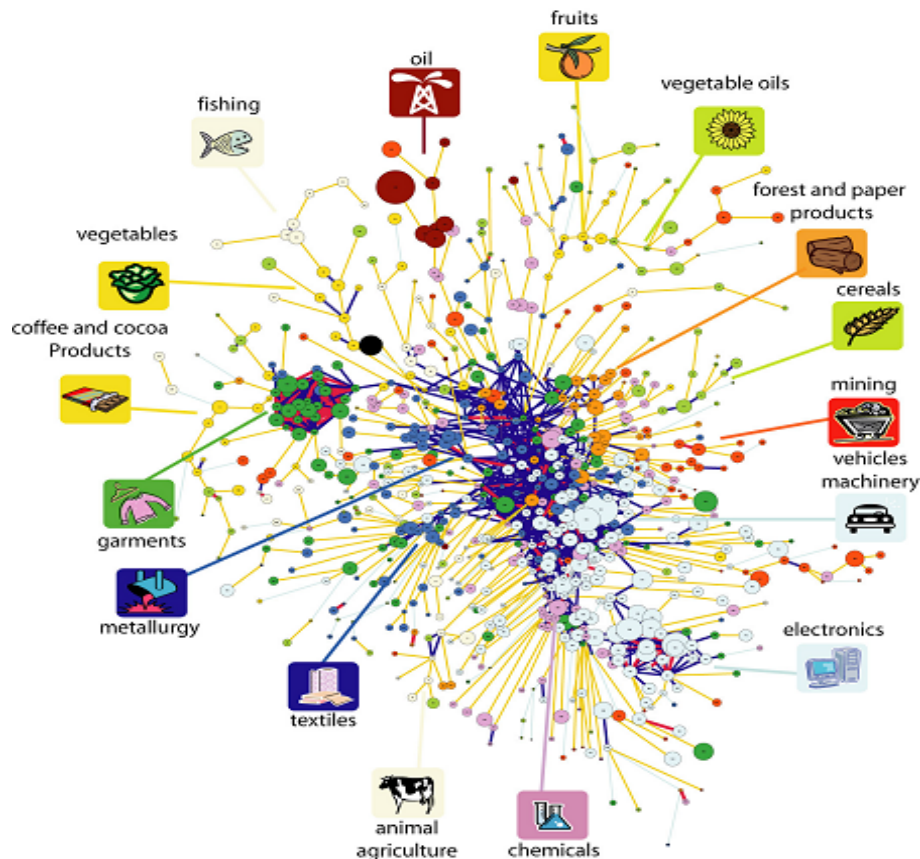 fruits
oil
vegetable oils
fishing
forest and paper
products
vegetables
cereals
coffee and cocoa
Products
mining
vehicles
machinery
garments
metallurgy
electronics
textiles
animal
agriculture
chemicals